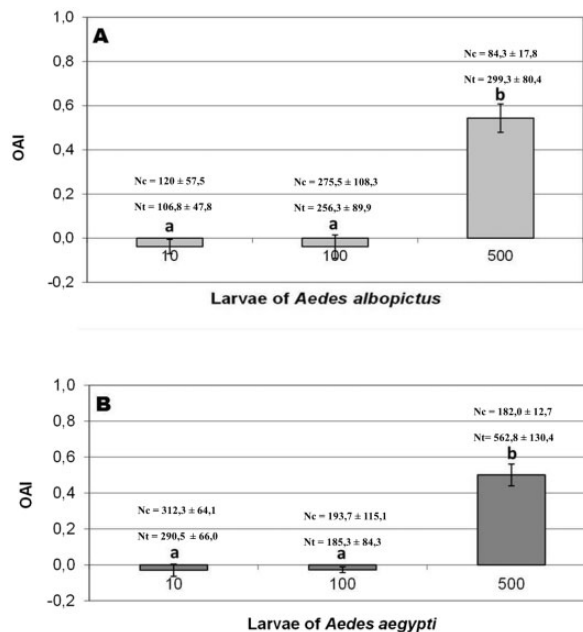 1,0
A
0,8
0,6
0,4
0,2
0,0
-0,2
OAI
Nc = 120 ± 57,5
Nt = 106,8 ± 47,8
a
Nc = 275,5 ± 108,3
Nt = 256,3 ± 89,9
a
Nc = 84,3 ± 17,8
Nt = 299,3 ± 80,4
b
10 100 500
Larvae of Aedes albopictus
1,0
B
0,8
0,6
0,4
0,2
0,0
-0,2
OAI
Nc = 312,3 ± 64,1
Nt = 290,5 ± 66,0
a
Nc = 193,7 ± 115,1
Nt = 185,3 ± 84,3
a
Nc = 182,0 ± 12,7
Nt= 562,8 ± 130,4
b
10 100 500
Larvae of Aedes aegypti